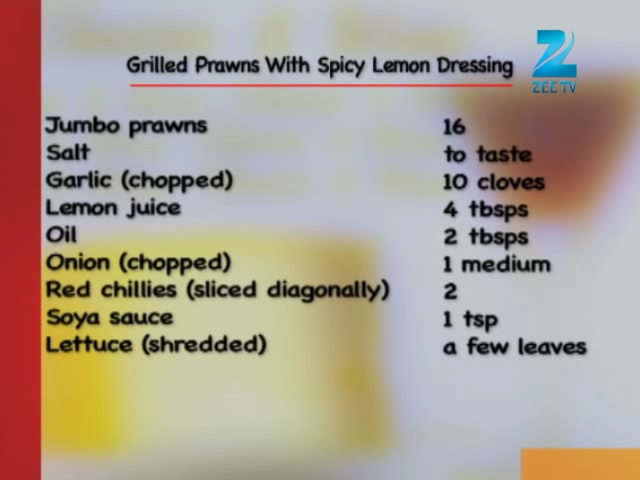 Grilled Prawns With Spicy Lemon Dressing
ZEE TV
Jumbo prawns 16
Salt to taste
Garlic (chopped) 10 cloves
Lemon juice 4 tbsps
Oil 2 tbsps
Onion (chopped) 1 medium
Red chillies (sliced diagonally) 2
Soya sauce 1 tsp
Lettuce (shredded) a few leaves